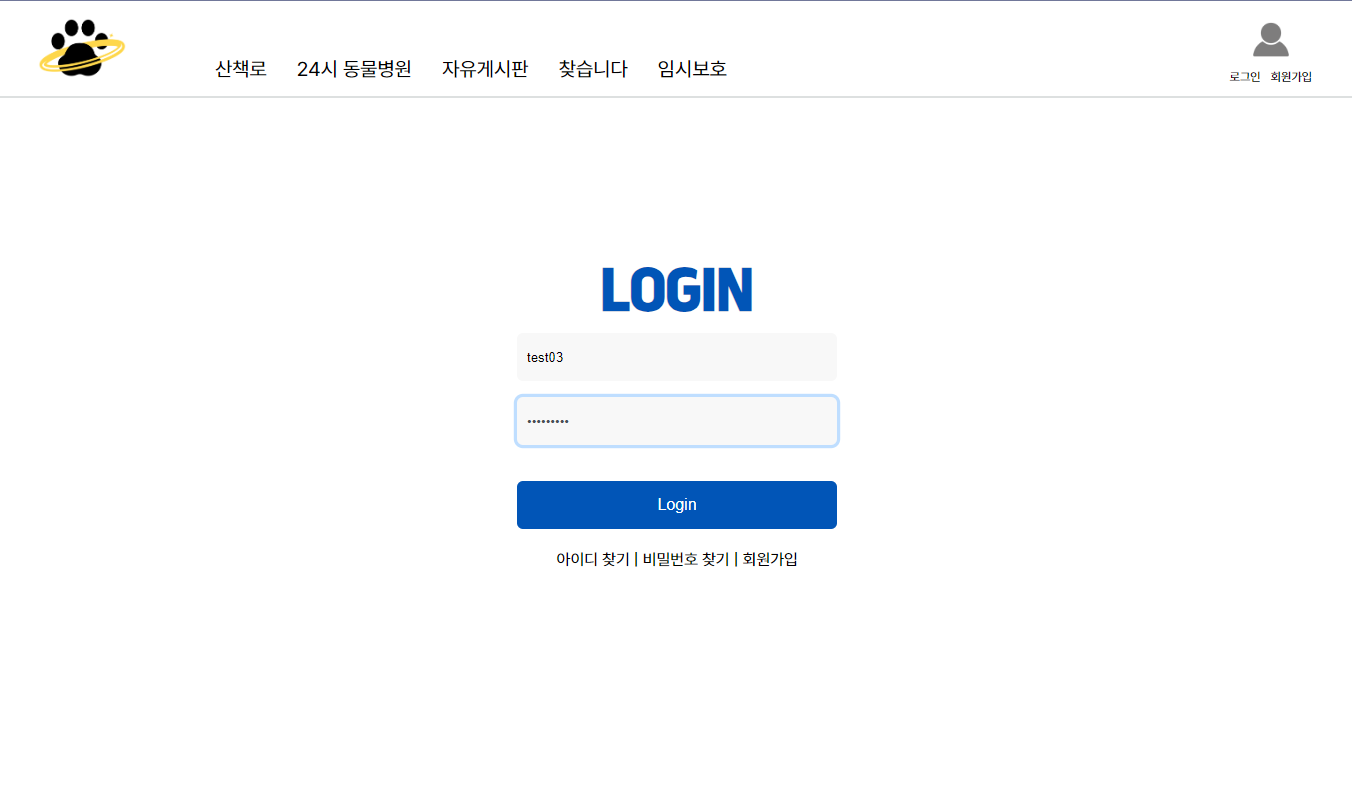 산책로 24시 동물병원 자유게시판 찾습니다 임시보호
로그인 회원가입
LOGIN
test03
•••••••••
Login
아이디 찾기 | 비밀번호 찾기 | 회원가입